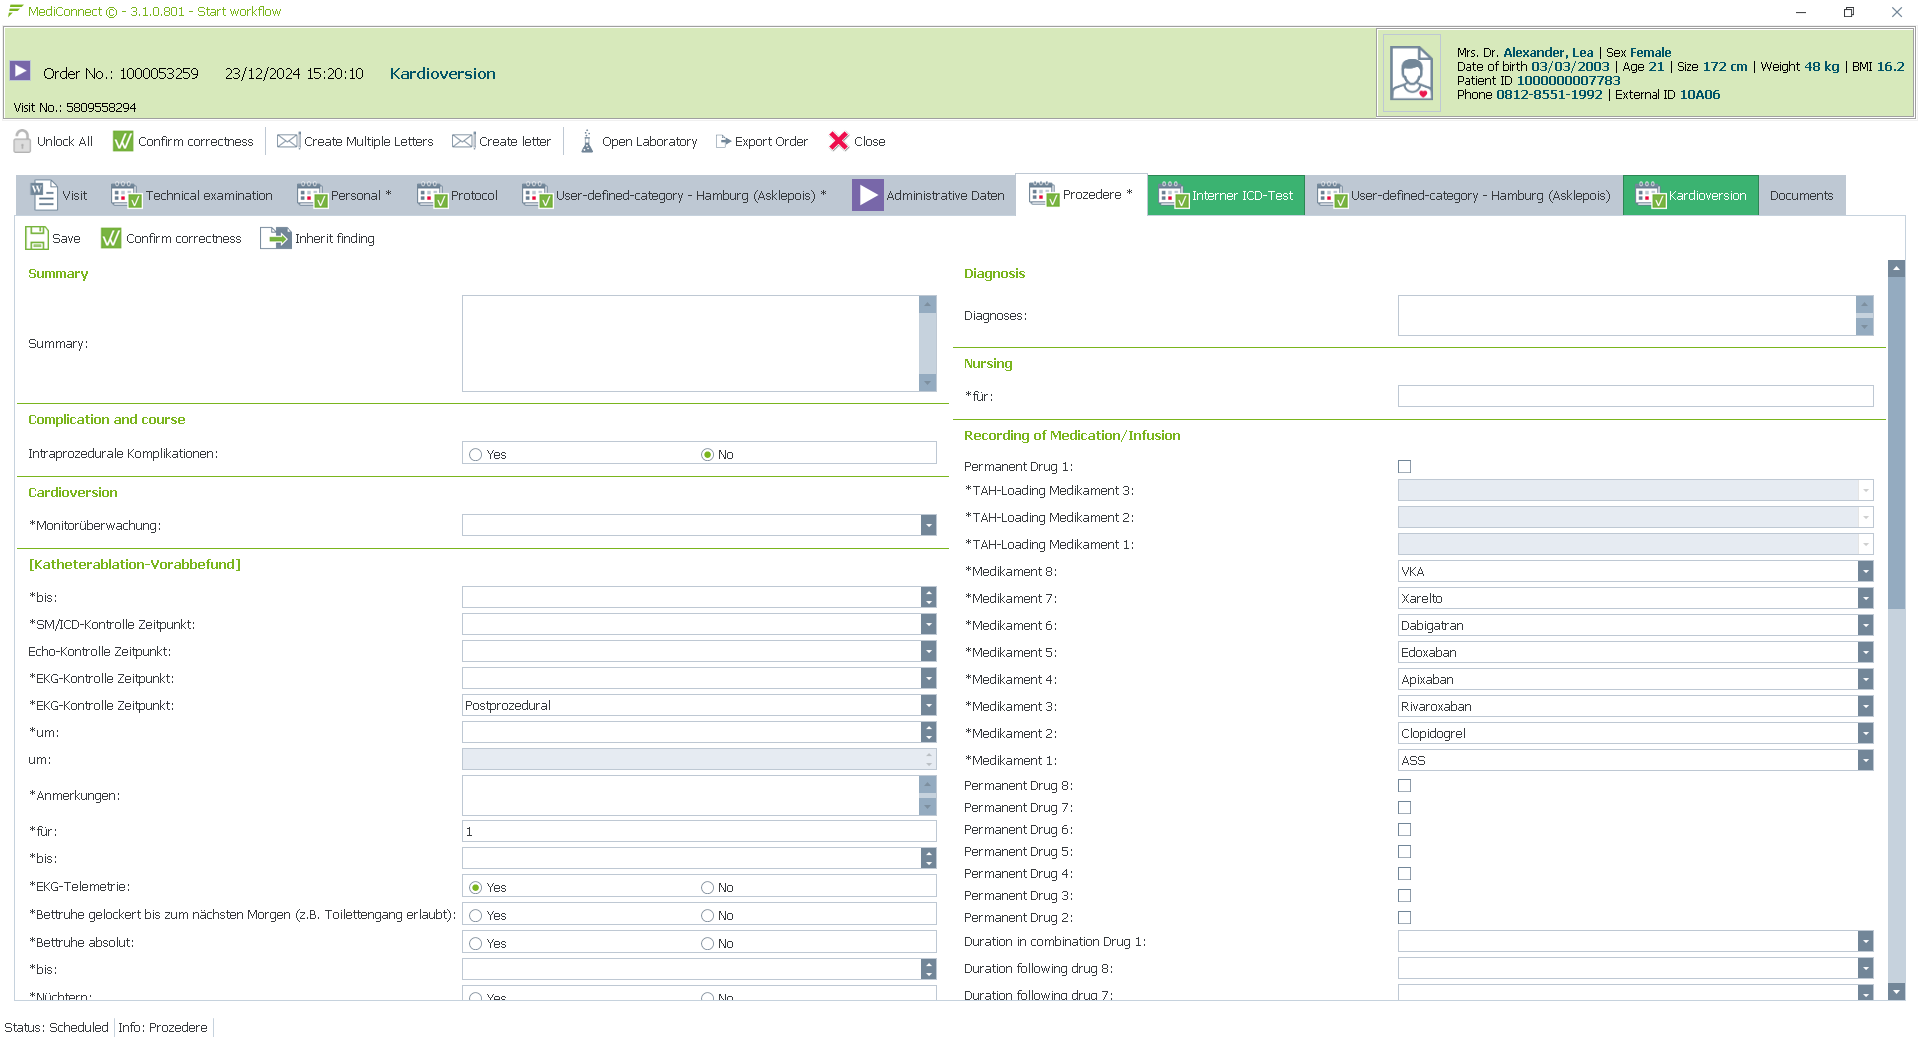 MediConnect © - 3.1.0.801 - Start workflow
Order No.: 1000053259 23/12/2024 15:20:10 Kardioversion
Visit No.: 5809558294
Mrs. Dr. Alexander, Lea | Sex Female
Date of birth 03/03/2003 | Age 21 | Size 172 cm | Weight 48 kg | BMI 16.2
Patient ID 1000000007783
Phone 0812-8551-1992 | External ID 10A06
Unlock All Confirm correctness Create Multiple Letters Create letter Open Laboratory Export Order Close
Visit Technical examination Personal * Protocol User-defined-category - Hamburg (Asklepois) * Administrative Daten Prozedere * Interner ICD-Test User-defined-category - Hamburg (Asklepois) Kardioversion Documents
Save Confirm correctness Inherit finding
Summary
Summary:
Complication and course
Intraprozedurale Komplikationen: Yes No
Cardioversion
*Monitorüberwachung:
[Katheterablation-Vorabbefund]
*bis:
*SM/ICD-Kontrolle Zeitpunkt:
Echo-Kontrolle Zeitpunkt:
*EKG-Kontrolle Zeitpunkt:
*EKG-Kontrolle Zeitpunkt: Postprozedural
*um:
um:
*Anmerkungen:
*für: 1
*bis:
*EKG-Telemetrie: Yes No
*Bettruhe gelockert bis zum nächsten Morgen (z.B. Toilettengang erlaubt): Yes No
*Bettruhe absolut: Yes No
*bis:
*Nüchtern: Yes No
Diagnosis
Diagnoses:
Nursing
*für:
Recording of Medication/Infusion
Permanent Drug 1:
*TAH-Loading Medikament 3:
*TAH-Loading Medikament 2:
*TAH-Loading Medikament 1:
*Medikament 8: VKA
*Medikament 7: Xarelto
*Medikament 6: Dabigatran
*Medikament 5: Edoxaban
*Medikament 4: Apixaban
*Medikament 3: Rivaroxaban
*Medikament 2: Clopidogrel
*Medikament 1: ASS
Permanent Drug 8:
Permanent Drug 7:
Permanent Drug 6:
Permanent Drug 5:
Permanent Drug 4:
Permanent Drug 3:
Permanent Drug 2:
Duration in combination Drug 1:
Duration following drug 8:
Duration following drug 7:
Status: Scheduled Info: Prozedere